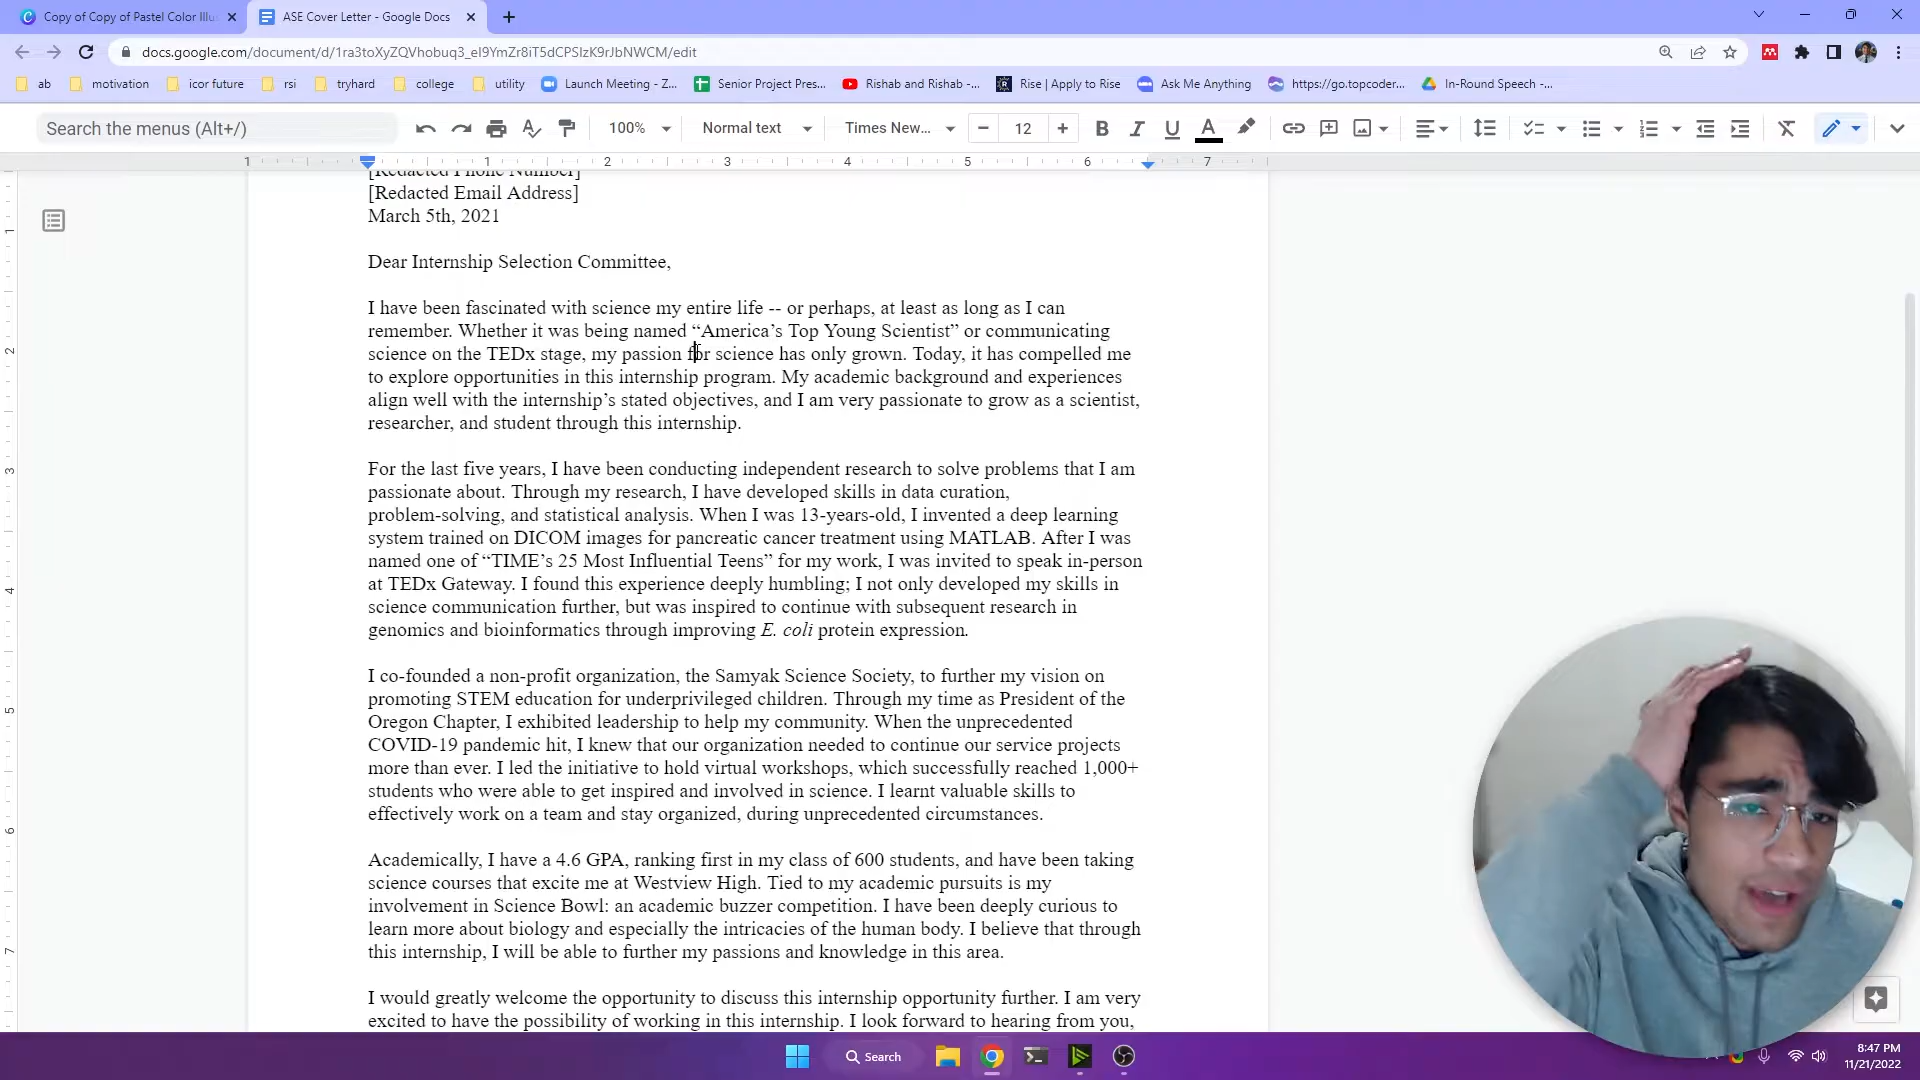 Copy of Copy of Pastel Color Illu
ASE Cover Letter - Google Docs
docs.google.com/document/d/1ra3toXyZQVhobuq3_eI9YmZr8iT5dCPSIzK9rJbNWCM/edit
ab
motivation
icor future
rsi
tryhard
college
utility
Launch Meeting - Z...
Senior Project Pres...
Rishab and Rishab -...
Rise | Apply to Rise
Ask Me Anything
https://go.topcoder...
In-Round Speech -...
Search the menus (Alt+/)
100%
Normal text
Times New...
12
1 1 2 3 4 5 6 7
[Redacted Phone Number]
[Redacted Email Address]
March 5th, 2021
Dear Internship Selection Committee,
I have been fascinated with science my entire life -- or perhaps, at least as long as I can
remember. Whether it was being named “America’s Top Young Scientist” or communicating
science on the TEDx stage, my passion for science has only grown. Today, it has compelled me
to explore opportunities in this internship program. My academic background and experiences
align well with the internship’s stated objectives, and I am very passionate to grow as a scientist,
researcher, and student through this internship.
For the last five years, I have been conducting independent research to solve problems that I am
passionate about. Through my research, I have developed skills in data curation,
problem-solving, and statistical analysis. When I was 13-years-old, I invented a deep learning
system trained on DICOM images for pancreatic cancer treatment using MATLAB. After I was
named one of “TIME’s 25 Most Influential Teens” for my work, I was invited to speak in-person
at TEDx Gateway. I found this experience deeply humbling; I not only developed my skills in
science communication further, but was inspired to continue with subsequent research in
genomics and bioinformatics through improving E. coli protein expression.
I co-founded a non-profit organization, the Samyak Science Society, to further my vision on
promoting STEM education for underprivileged children. Through my time as President of the
Oregon Chapter, I exhibited leadership to help my community. When the unprecedented
COVID-19 pandemic hit, I knew that our organization needed to continue our service projects
more than ever. I led the initiative to hold virtual workshops, which successfully reached 1,000+
students who were able to get inspired and involved in science. I learnt valuable skills to
effectively work on a team and stay organized, during unprecedented circumstances.
Academically, I have a 4.6 GPA, ranking first in my class of 600 students, and have been taking
science courses that excite me at Westview High. Tied to my academic pursuits is my
involvement in Science Bowl: an academic buzzer competition. I have been deeply curious to
learn more about biology and especially the intricacies of the human body. I believe that through
this internship, I will be able to further my passions and knowledge in this area.
I would greatly welcome the opportunity to discuss this internship opportunity further. I am very
excited to have the possibility of working in this internship. I look forward to hearing from you,
1
2
3
4
5
6
7
Search
8:47 PM
11/21/2022